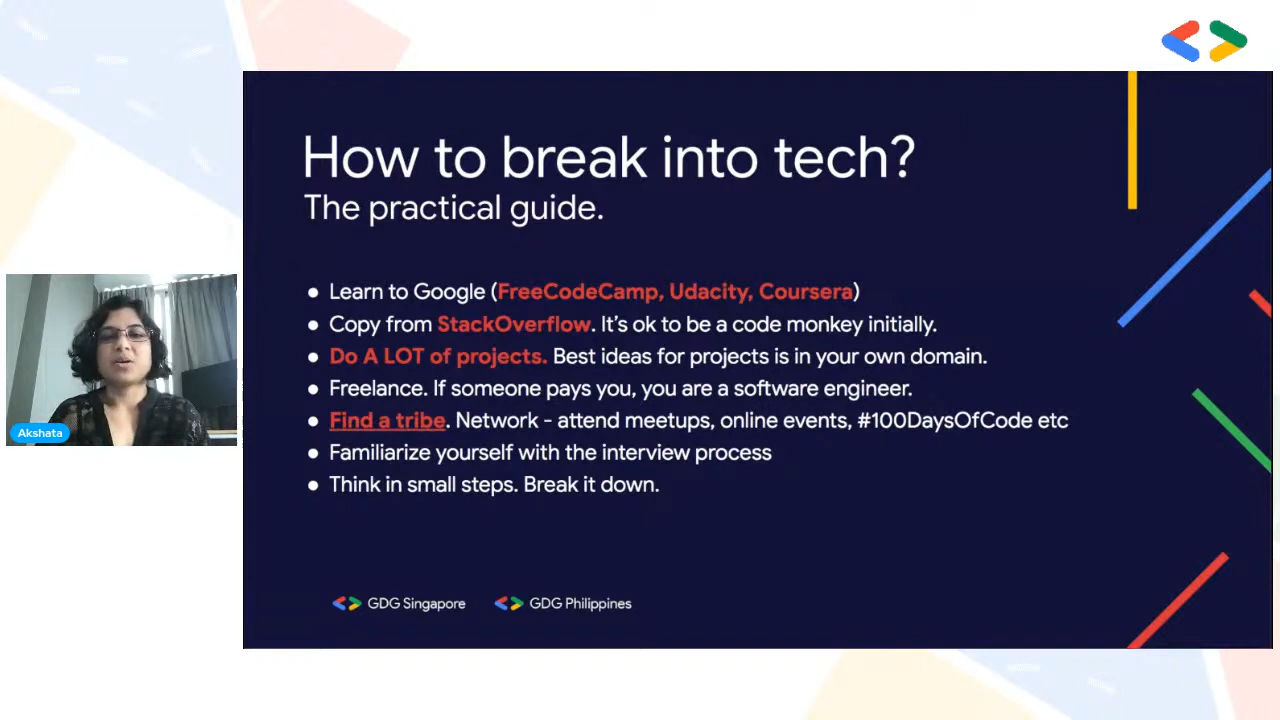 How to break into tech?
The practical guide.
● Learn to Google (FreeCodeCamp, Udacity, Coursera)
● Copy from StackOverflow. It's ok to be a code monkey initially.
● Do A LOT of projects. Best ideas for projects is in your own domain.
● Freelance. If someone pays you, you are a software engineer.
● Find a tribe. Network - attend meetups, online events, #100DaysOfCode etc
● Familiarize yourself with the interview process
● Think in small steps. Break it down.
Akshata
GDG Singapore
GDG Philippines